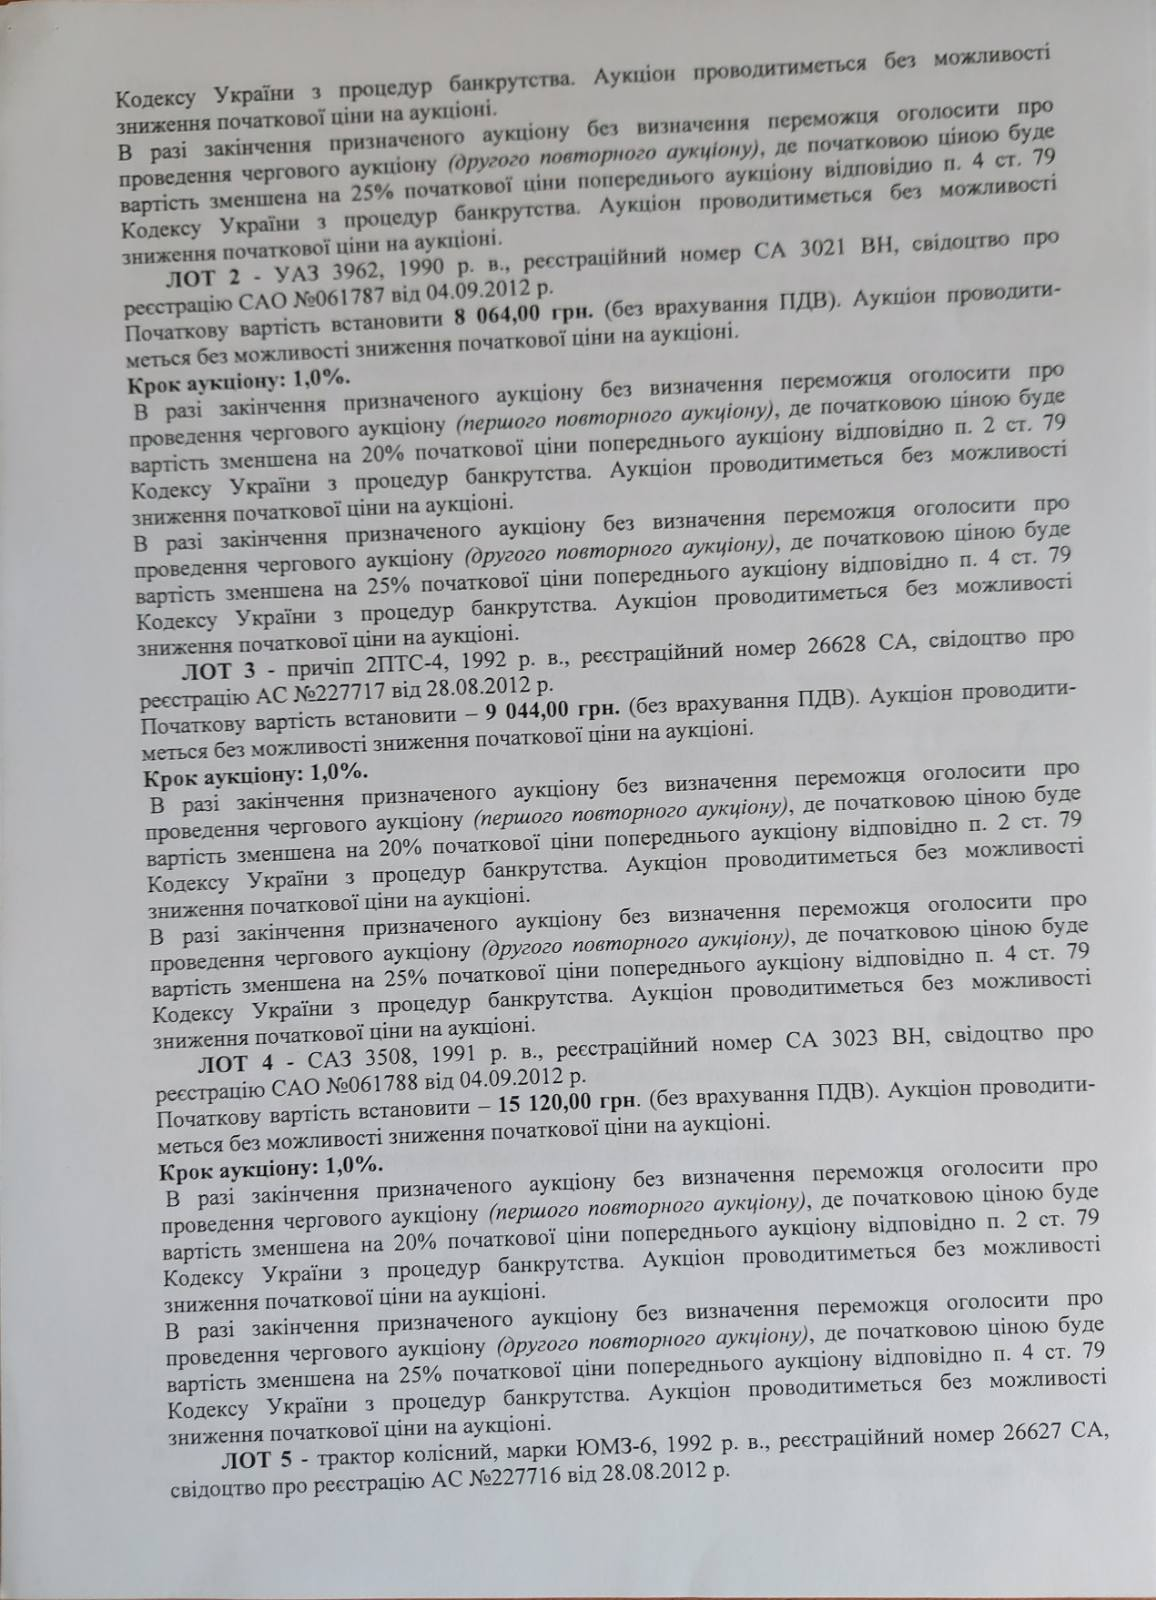 Кодексу України з процедур банкрутства. Аукціон проводитиметься без можливості
зниження початкової ціни на аукціоні.
В разі закінчення призначеного аукціону без визначення переможця оголосити про
проведення чергового аукціону (другого повторного аукціону), де початковою ціною буде
вартість зменшена на 25% початкової ціни попереднього аукціону відповідно п. 4 ст. 79
Кодексу України з процедур банкрутства. Аукціон проводитиметься без можливості
зниження початкової ціни на аукціоні.
ЛОТ 2 - УАЗ 3962, 1990 р. в., реєстраційний номер СА 3021 ВН, свідоцтво про
реєстрацію САО №061787 від 04.09.2012 р.
Початкову вартість встановити 8 064,00 грн. (без врахування ПДВ). Аукціон проводити-
меться без можливості зниження початкової ціни на аукціоні.
Крок аукціону: 1,0%.
В разі закінчення призначеного аукціону без визначення переможця оголосити про
проведення чергового аукціону (першого повторного аукціону), де початковою ціною буде
вартість зменшена на 20% початкової ціни попереднього аукціону відповідно п. 2 ст. 79
Кодексу України з процедур банкрутства. Аукціон проводитиметься без можливості
зниження початкової ціни на аукціоні.
В разі закінчення призначеного аукціону без визначення переможця оголосити про
проведення чергового аукціону (другого повторного аукціону), де початковою ціною буде
вартість зменшена на 25% початкової ціни попереднього аукціону відповідно п. 4 ст. 79
Кодексу України з процедур банкрутства. Аукціон проводитиметься без можливості
зниження початкової ціни на аукціоні.
ЛОТ 3 - причіп 2ПТС-4, 1992 р. в., реєстраційний номер 26628 СА, свідоцтво про
реєстрацію АС №227717 від 28.08.2012 р.
Початкову вартість встановити – 9 044,00 грн. (без врахування ПДВ). Аукціон проводити-
меться без можливості зниження початкової ціни на аукціоні.
Крок аукціону: 1,0%.
В разі закінчення призначеного аукціону без визначення переможця оголосити про
проведення чергового аукціону (першого повторного аукціону), де початковою ціною буде
вартість зменшена на 20% початкової ціни попереднього аукціону відповідно п. 2 ст. 79
Кодексу України з процедур банкрутства. Аукціон проводитиметься без можливості
зниження початкової ціни на аукціоні.
В разі закінчення призначеного аукціону без визначення переможця оголосити про
проведення чергового аукціону (другого повторного аукціону), де початковою ціною буде
вартість зменшена на 25% початкової ціни попереднього аукціону відповідно п. 4 ст. 79
Кодексу України з процедур банкрутства. Аукціон проводитиметься без можливості
зниження початкової ціни на аукціоні.
ЛОТ 4 - САЗ 3508, 1991 р. в., реєстраційний номер СА 3023 ВН, свідоцтво про
реєстрацію САО №061788 від 04.09.2012 р.
Початкову вартість встановити – 15 120,00 грн. (без врахування ПДВ). Аукціон проводити-
меться без можливості зниження початкової ціни на аукціоні.
Крок аукціону: 1,0%.
В разі закінчення призначеного аукціону без визначення переможця оголосити про
проведення чергового аукціону (першого повторного аукціону), де початковою ціною буде
вартість зменшена на 20% початкової ціни попереднього аукціону відповідно п. 2 ст. 79
Кодексу України з процедур банкрутства. Аукціон проводитиметься без можливості
зниження початкової ціни на аукціоні.
В разі закінчення призначеного аукціону без визначення переможця оголосити про
проведення чергового аукціону (другого повторного аукціону), де початковою ціною буде
вартість зменшена на 25% початкової ціни попереднього аукціону відповідно п. 4 ст. 79
Кодексу України з процедур банкрутства. Аукціон проводитиметься без можливості
зниження початкової ціни на аукціоні.
ЛОТ 5 - трактор колісний, марки ЮМЗ-6, 1992 р. в., реєстраційний номер 26627 СА,
свідоцтво про реєстрацію АС №227716 від 28.08.2012 р.